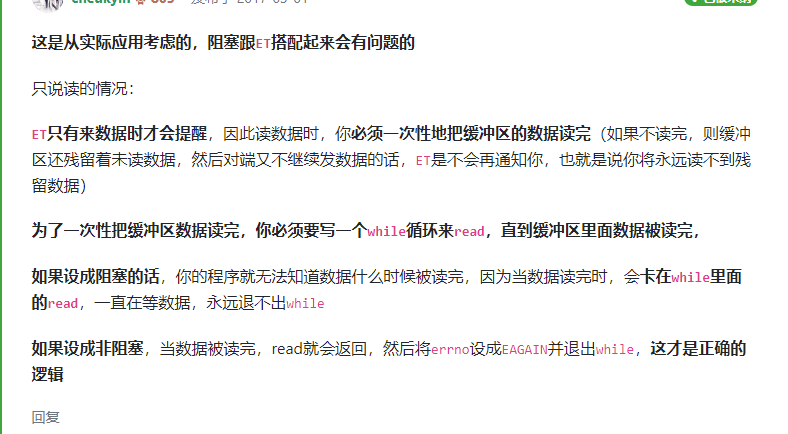 这是从实际应用考虑的，阻塞跟ET搭配起来会有问题的
只说读的情况：
ET只有来数据时才会提醒，因此读数据时，你必须一次性地把缓冲区的数据读完（如果不读完，则缓冲
区还残留着未读数据，然后对端又不继续发数据的话，ET是不会再通知你，也就是说你将永远读不到残
留数据）
为了一次性把缓冲区数据读完，你必须要写一个while循环来read，直到缓冲区里面数据被读完，
如果设成阻塞的话，你的程序就无法知道数据什么时候被读完，因为当数据读完时，会卡在while里面
的read，一直在等数据，永远退不出while
如果设成非阻塞，当数据被读完，read就会返回，然后将errno设成EAGAIN并退出while，这才是正确的
逻辑
回复